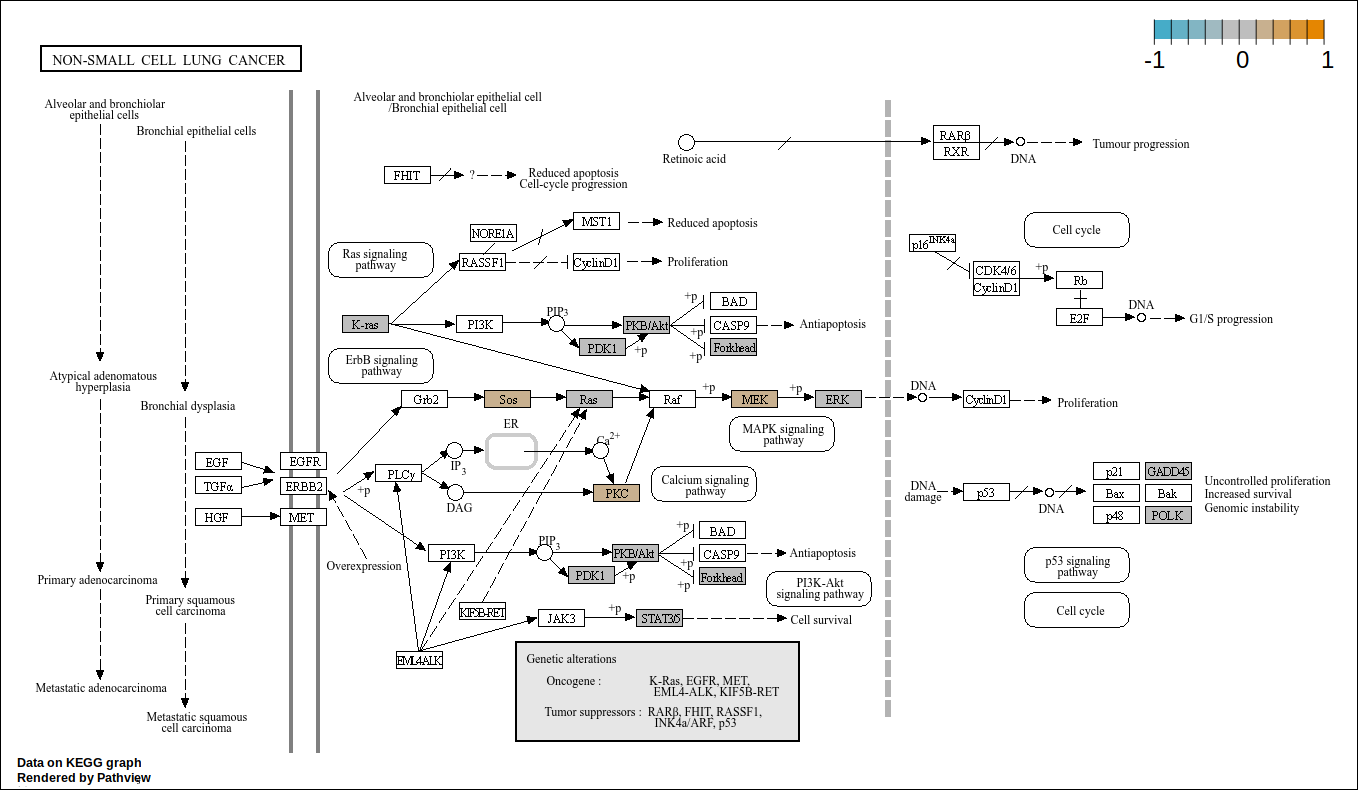 -1 0 1
NON-SMALL CELL LUNG CANCER
Alveolar and bronchiolar
epithelial cells
Bronchial epithelial cells
Alveolar and bronchiolar epithelial cell
/Bronchial epithelial cell
Retinoic acid
RARβ
RXR
DNA
Tumour progression
FHIT
?
Reduced apoptosis
Cell-cycle progression
NORE1A
MST1
Reduced apoptosis
Ras signaling
pathway
RASSF1
CyclinD1
Proliferation
p16INK4a
Cell cycle
CDK4/6
CyclinD1
+p
Rb
E2F
DNA
G1/S progression
K-ras
PI3K
PIP3
PKB/Akt
PDK1
+p
+p
+p
+p
BAD
CASP9
Forkhead
Antiapoptosis
ErbB signaling
pathway
Atypical adenomatous
hyperplasia
Bronchial dysplasia
Grb2
Sos
Ras
Raf
+p
MEK
+p
ERK
DNA
CyclinD1
Proliferation
MAPK signaling
pathway
ER
Ca2+
EGF
TGFα
HGF
EGFR
ERBB2
MET
+p
PLCγ
IP3
DAG
PKC
Calcium signaling
pathway
DNA
damage
p53
DNA
p21
GADD45
Bax
Bak
p48
POLK
Uncontrolled proliferation
Increased survival
Genomic instability
Overexpression
PI3K
PIP3
PKB/Akt
PDK1
+p
+p
+p
+p
BAD
CASP9
Forkhead
Antiapoptosis
PI3K-Akt
signaling pathway
p53 signaling
pathway
Cell cycle
Primary adenocarcinoma
Primary squamous
cell carcinoma
KIF5B-RET
JAK3
+p
STAT3/5
Cell survival
EML4ALK
Metastatic adenocarcinoma
Metastatic squamous
cell carcinoma
Genetic alterations
Oncogene : K-Ras, EGFR, MET,
EML4-ALK, KIF5B-RET
Tumor suppressors : RARβ, FHIT, RASSF1,
INK4a/ARF, p53
Data on KEGG graph
Rendered by Pathview